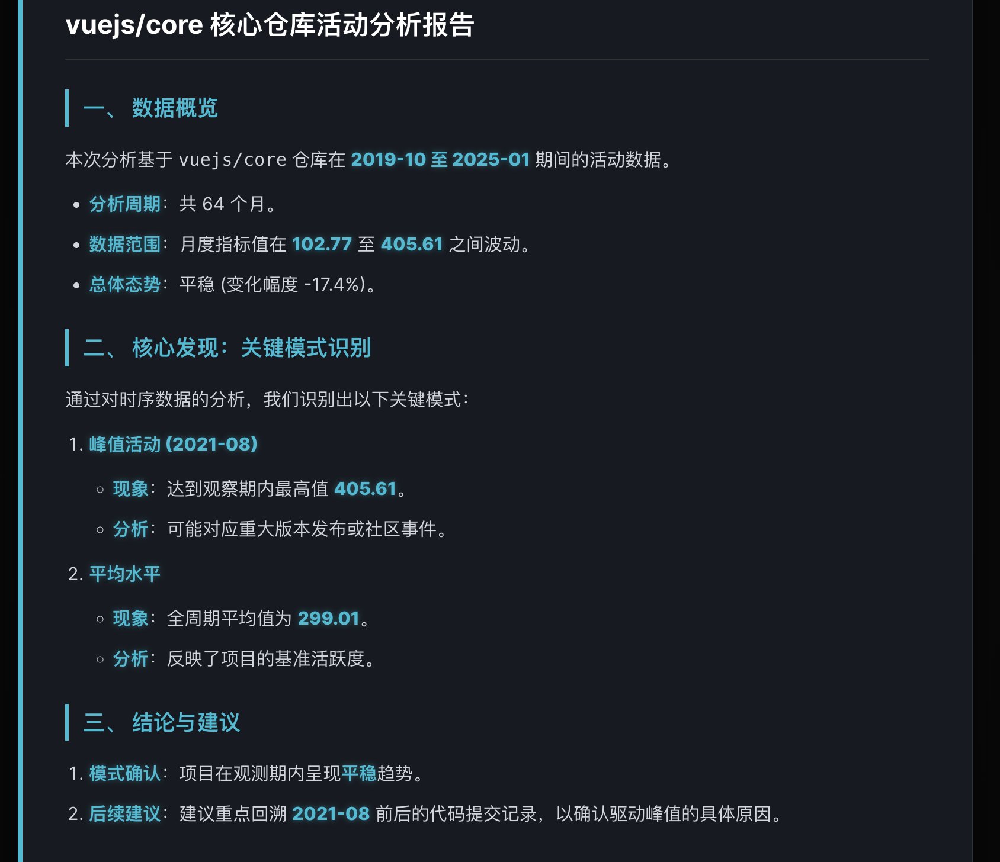 vuejs/core 核心仓库活动分析报告
一、 数据概览
本次分析基于 vuejs/core 仓库在 2019-10 至 2025-01 期间的活动数据。
• 分析周期：共 64 个月。
• 数据范围：月度指标值在 102.77 至 405.61 之间波动。
• 总体态势：平稳 (变化幅度 -17.4%)。
二、 核心发现：关键模式识别
通过对时序数据的分析，我们识别出以下关键模式：
1. 峰值活动 (2021-08)
◦ 现象：达到观察期内最高值 405.61。
◦ 分析：可能对应重大版本发布或社区事件。
2. 平均水平
◦ 现象：全周期平均值为 299.01。
◦ 分析：反映了项目的基准活跃度。
三、 结论与建议
1. 模式确认：项目在观测期内呈现平稳趋势。
2. 后续建议：建议重点回溯 2021-08 前后的代码提交记录，以确认驱动峰值的具体原因。